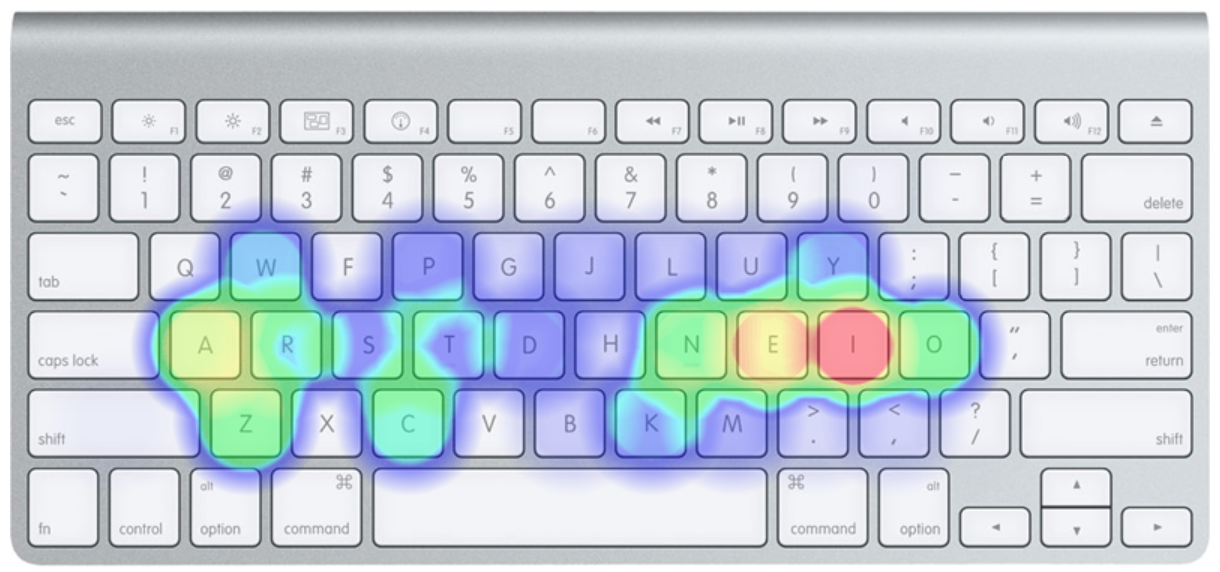 esc F1 F2 F3 F4 F5 F6 F7 F8 F9 F10 F11 F12
~ ! @ # $ % ^ & * ( ) — +
` 1 2 3 4 5 6 7 8 9 0 - = delete
tab Q W F P G J L U Y : ; { [ } ] | \
caps lock A R S T D H N E I O “ ‘ enter return
shift Z X C V B K M > . < , ? / shift
fn control alt option ⌘ command ⌘ command alt option